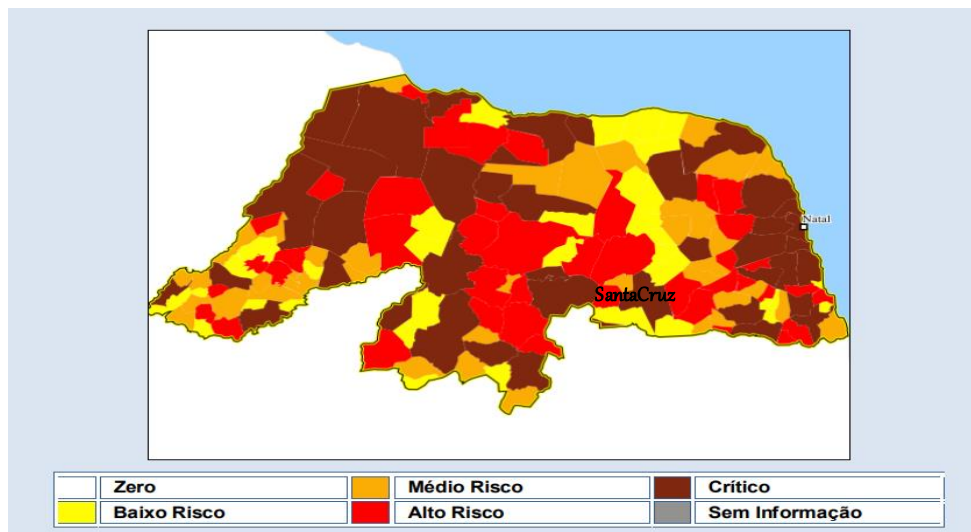 Natal
SantaCruz
Zero
Médio Risco
Crítico
Baixo Risco
Alto Risco
Sem Informação